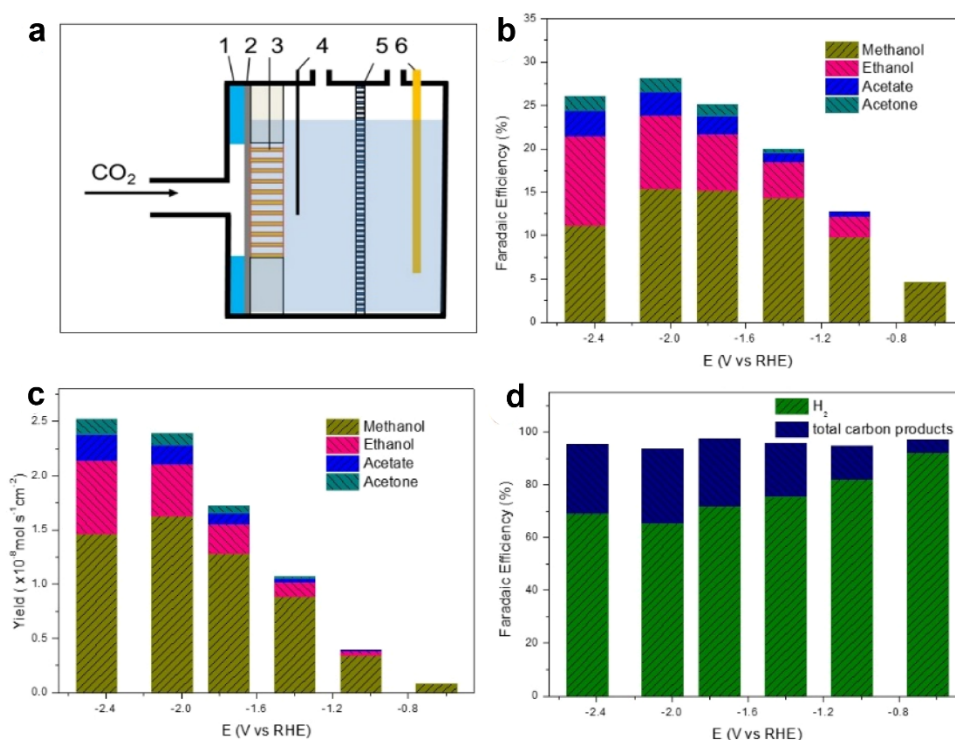 a
1 2 3 4 5 6
CO₂
b
35
30
25
20
15
10
5
0
Faradaic Efficiency (%)
Methanol
Ethanol
Acetate
Acetone
-2.4 -2.0 -1.6 -1.2 -0.8
E (V vs RHE)
c
2.5
2.0
1.5
1.0
0.5
0.0
Yield ( x10⁻⁸mol s⁻¹cm⁻²)
Methanol
Ethanol
Acetate
Acetone
-2.4 -2.0 -1.6 -1.2 -0.8
E (V vs RHE)
d
100
80
60
40
20
0
Faradaic Efficiency (%)
H₂
total carbon products
-2.4 -2.0 -1.6 -1.2 -0.8
E (V vs RHE)